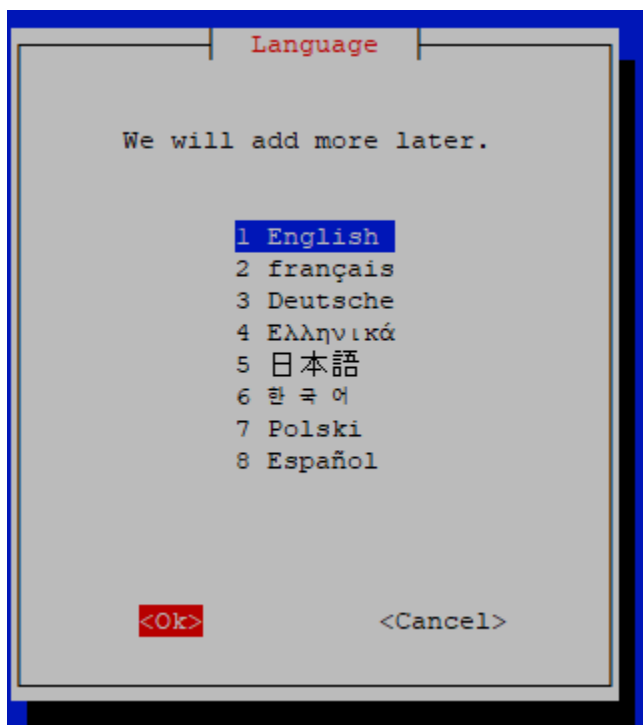 Language
We will add more later.
1 English
2 français
3 Deutsche
4 Ελληνικά
5 日本語
6 한국어
7 Polski
8 Español
<Ok> <Cancel>